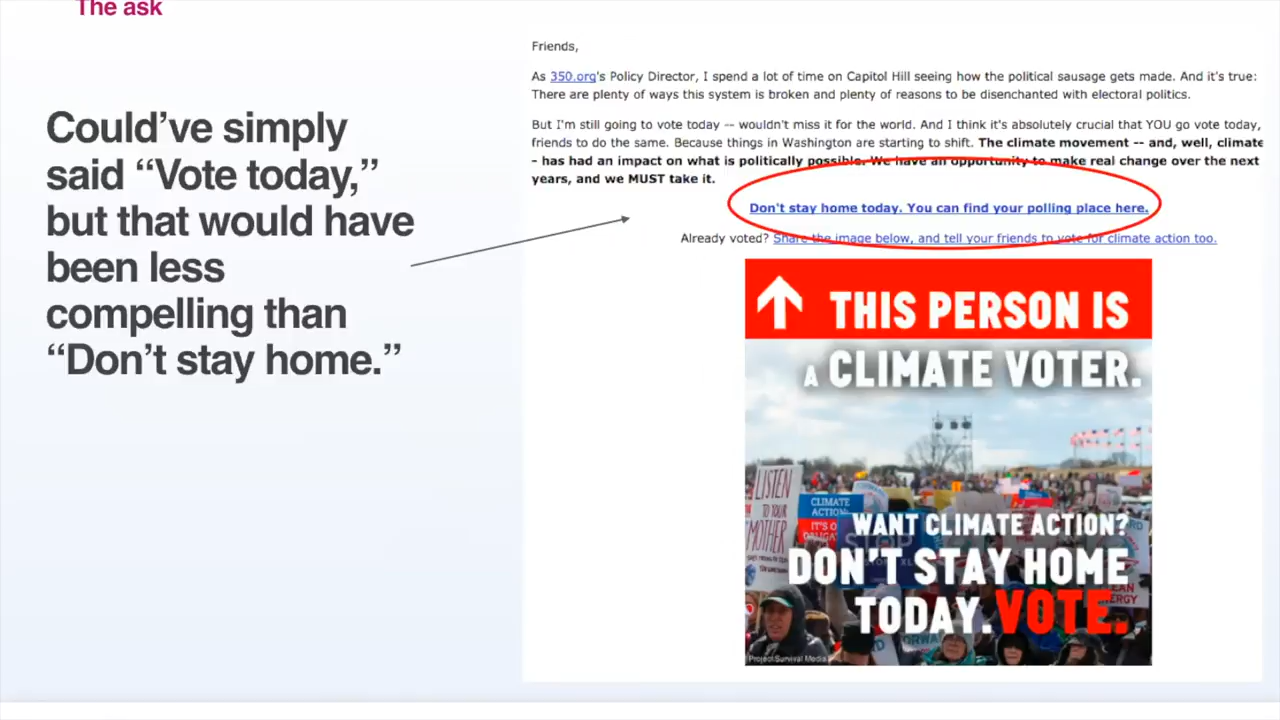 The ask
Could've simply
said “Vote today,”
but that would have
been less
compelling than
“Don't stay home.”
Friends,
As 350.org's Policy Director, I spend a lot of time on Capitol Hill seeing how the political sausage gets made. And it's true:
There are plenty of ways this system is broken and plenty of reasons to be disenchanted with electoral politics.
But I'm still going to vote today -- wouldn't miss it for the world. And I think it's absolutely crucial that YOU go vote today,
friends to do the same. Because things in Washington are starting to shift. The climate movement -- and, well, climate
- has had an impact on what is politically possible. We have an opportunity to make real change over the next
years, and we MUST take it.
Don't stay home today. You can find your polling place here.
Already voted? Share the image below, and tell your friends to vote for climate action too.
THIS PERSON IS
A CLIMATE VOTER.
LISTEN
TO YOUR
MOTHER
CLIMATE
ACTION:
IT'S O
WANT CLIMATE ACTION?
DON'T STAY HOME
TODAY. VOTE.
FORWARD
Project Survival Media